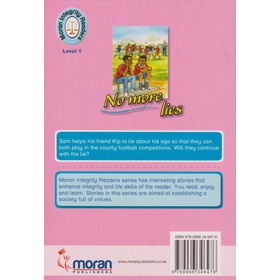 Moran Integrity Readers
Level 1
No more
lies
Sam helps his friend Kip to lie about his age so that they can
both play in the county football competitions. Will they continue
with the lie?
Moran Integrity Readers series has interesting stories that
enhance integrity and life skills of the reader. You read, enjoy and
learn. Stories in this series are aimed at establishing a
society full of virtues.
moran
PUBLISHERS
www.moranpublishers.co.ke